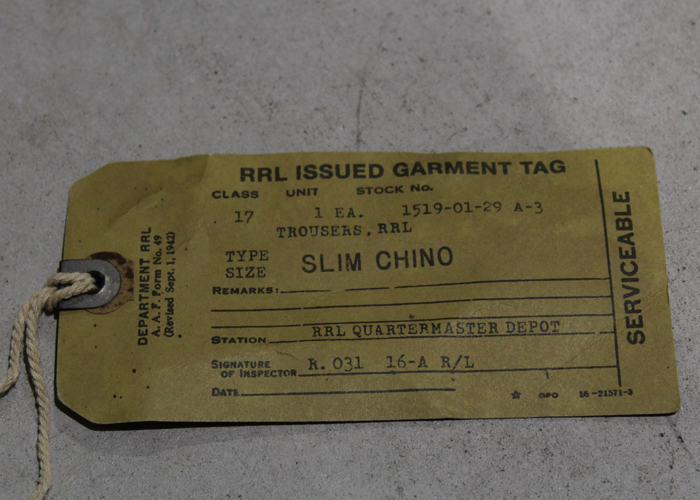 RRL ISSUED GARMENT TAG
CLASS UNIT STOCK No.
17 1 EA. 1519-01-29 A-3
TROUSERS, RRL
TYPE
SIZE
SLIM CHINO
REMARKS:
STATION RRL QUARTERMASTER DEPOT
SIGNATURE
OF INSPECTOR R. 031 16-A R/L
DATE
☆ GPO 16-21571-3
DEPARTMENT RRL
A. A. F. Form No. 49
(Revised Sept. 1, 1942)
SERVICEABLE